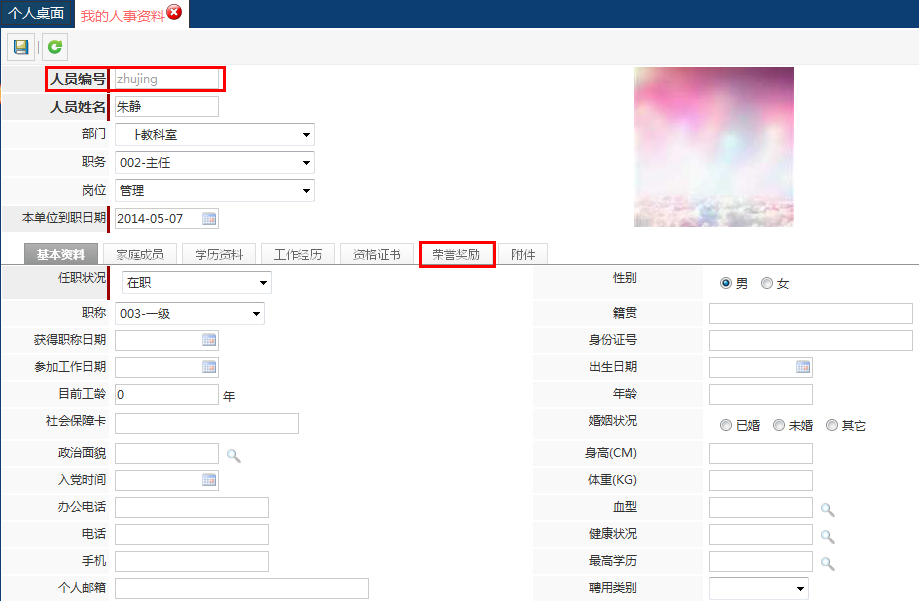 个人桌面 我的人事资料
人员编号 zhujing
人员姓名 朱静
部门 教科室
职务 002-主任
岗位 管理
本单位到职日期 2014-05-07
基本资料 家庭成员 学历资料 工作经历 资格证书 荣誉奖励 附件
任职状况 在职 性别 男 女
职称 003-一级 籍贯
获得职称日期 身份证号
参加工作日期 出生日期
目前工龄 0 年 年龄
社会保障卡 婚姻状况 已婚 未婚 其它
政治面貌 身高(CM)
入党时间 体重(KG)
办公电话 血型
电话 健康状况
手机 最高学历
个人邮箱 聘用类别